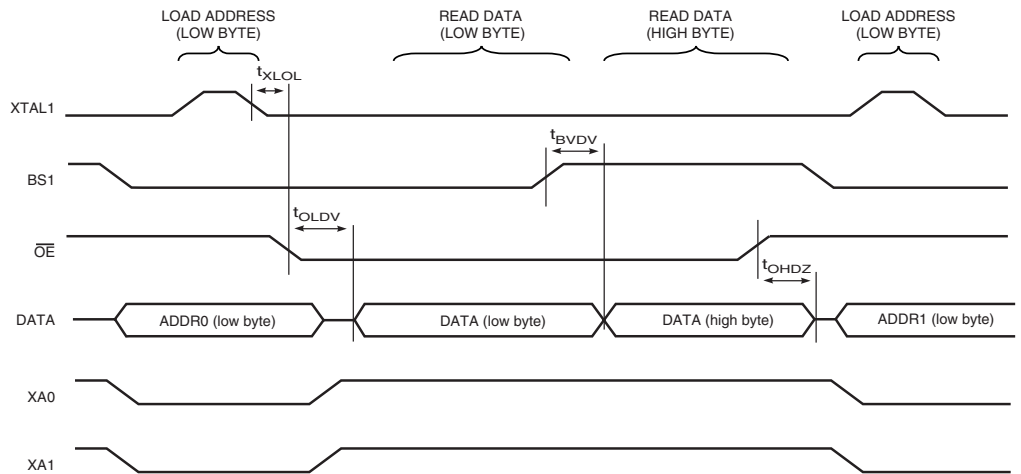 LOAD ADDRESS
(LOW BYTE)
READ DATA
(LOW BYTE)
READ DATA
(HIGH BYTE)
LOAD ADDRESS
(LOW BYTE)
tXLOL
XTAL1
tBVDV
BS1
tOLDV
OE
tOHDZ
DATA
ADDR0 (low byte)
DATA (low byte)
DATA (high byte)
ADDR1 (low byte)
XA0
XA1